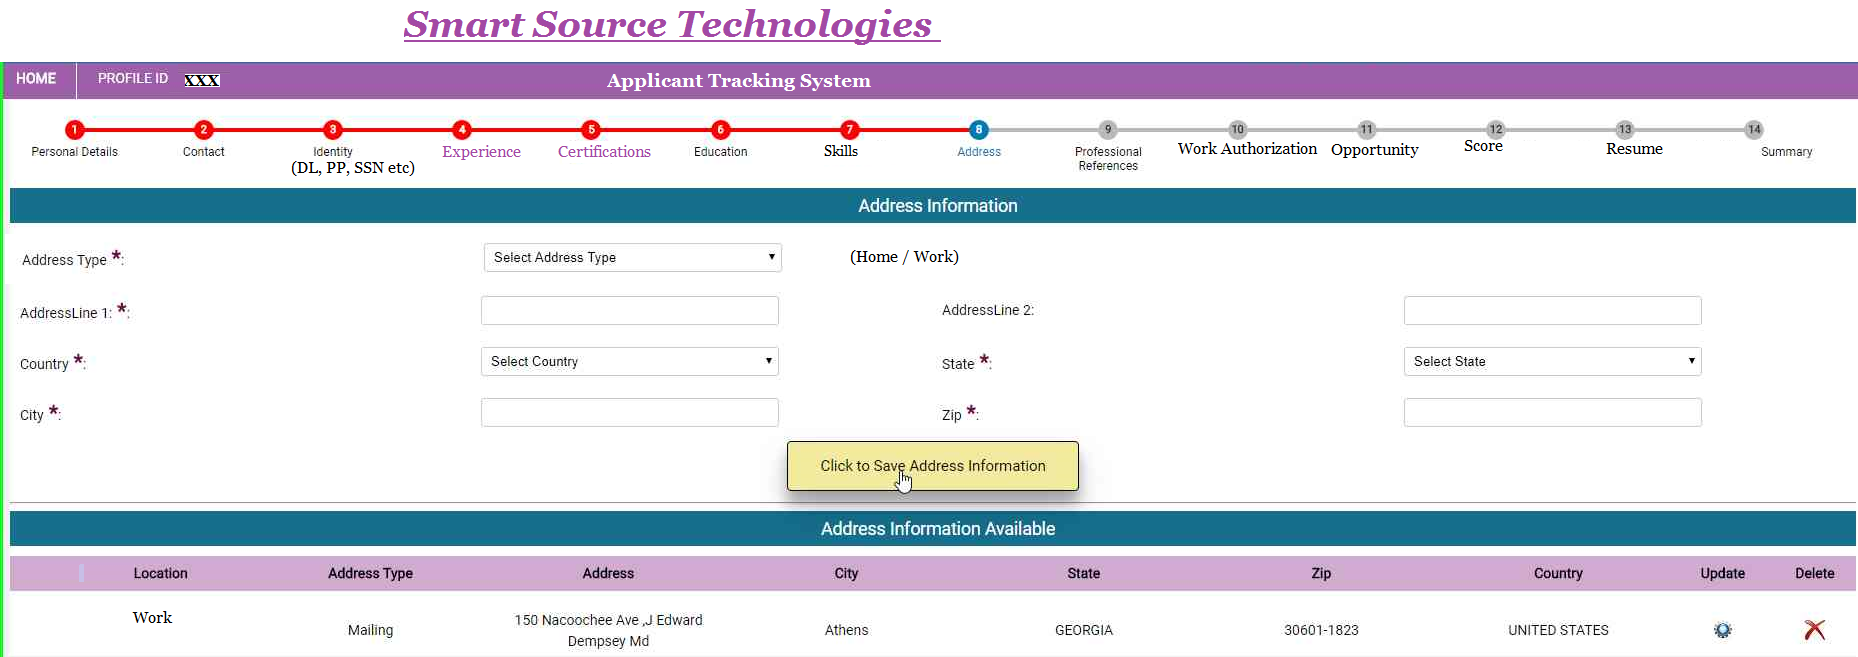 Smart Source Technologies
HOME PROFILE ID XXX Applicant Tracking System
1 2 3 4 5 6 7 8 9 10 11 12 13 14
Personal Details Contact Identity Experience Certifications Education Skills Address Professional Work Authorization Opportunity Score Resume Summary
(DL, PP, SSN etc) References
Address Information
Address Type *: Select Address Type (Home / Work)
AddressLine 1: *: AddressLine 2:
Country *: Select Country State *: Select State
City *: Zip *:
Click to Save Address Information
Address Information Available
Location Address Type Address City State Zip Country Update Delete
Work Mailing 150 Nacoochee Ave ,J Edward Athens GEORGIA 30601-1823 UNITED STATES
Dempsey Md